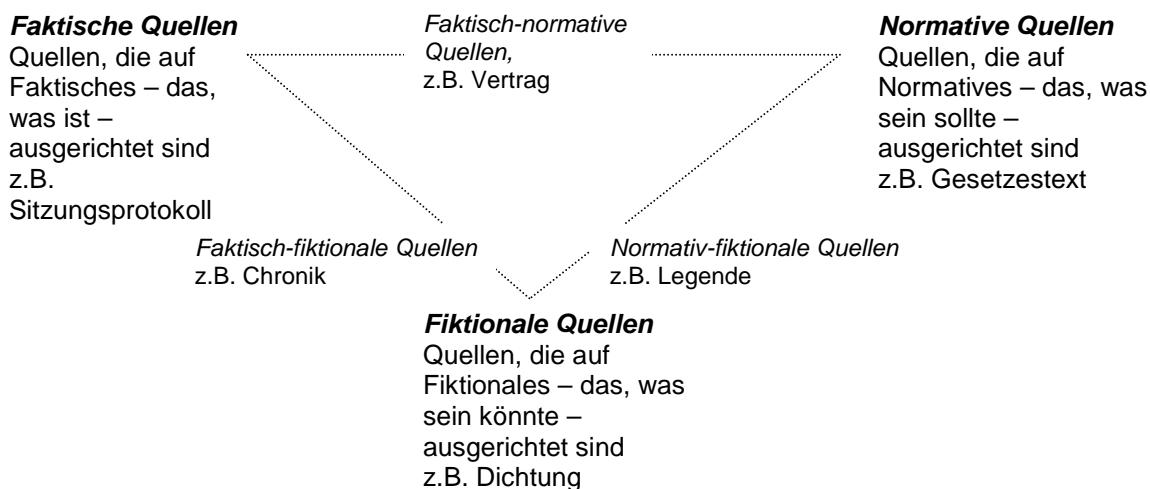 Faktische Quellen
Quellen, die auf
Faktisches – das,
was ist –
ausgerichtet sind
z.B.
Sitzungsprotokoll
Faktisch-normative
Quellen,
z.B. Vertrag
Normative Quellen
Quellen, die auf
Normatives – das, was
sein sollte –
ausgerichtet sind
z.B. Gesetzestext
Faktisch-fiktionale Quellen
z.B. Chronik
Normativ-fiktionale Quellen
z.B. Legende
Fiktionale Quellen
Quellen, die auf
Fiktionales – das, was
sein könnte –
ausgerichtet sind
z.B. Dichtung